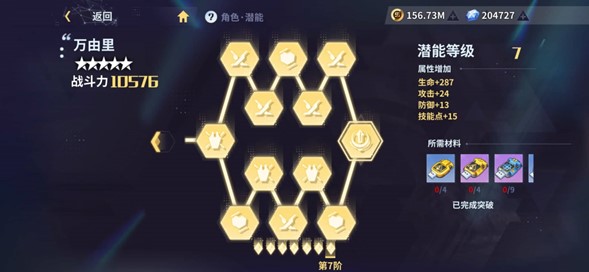 返回
? 角色·潜能
156.73M
204727
万由里
战斗力10576
潜能等级 7
属性增加
生命+287
攻击+24
防御+13
技能点+15
所需材料
0/4 0/4 0/9
已完成突破
第7阶